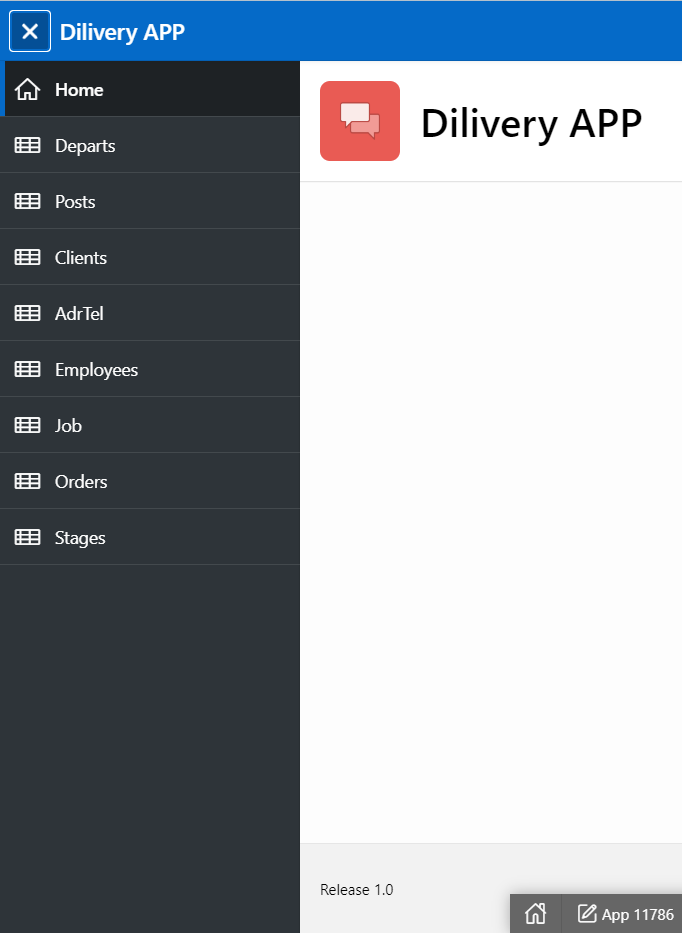 Dilivery APP
Home
Departs
Posts
Clients
AdrTel
Employees
Job
Orders
Stages
Dilivery APP
Release 1.0
App 11786